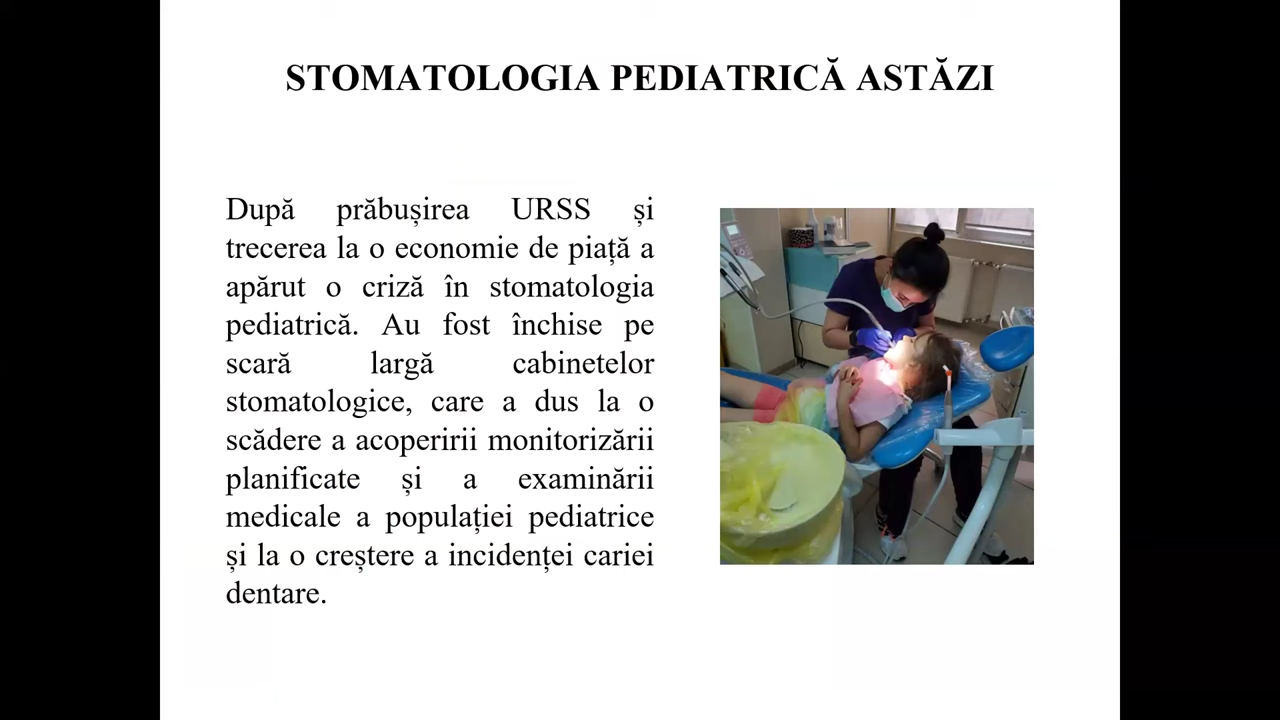 STOMATOLOGIA PEDIATRICĂ ASTĂZI
După prăbușirea URSS și
trecerea la o economie de piață a
apărut o criză în stomatologia
pediatrică. Au fost închise pe
scară largă cabinetelor
stomatologice, care a dus la o
scădere a acoperirii monitorizării
planificate și a examinării
medicale a populației pediatrice
și la o creștere a incidenței cariei
dentare.